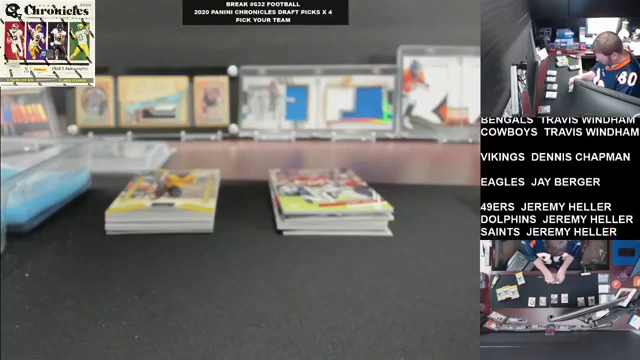 BREAK #632 FOOTBALL
2020 PANINI CHRONICLES DRAFT PICKS X 4
PICK YOUR TEAM
Chronicles
BENGALS TRAVIS WINDHAM
COWBOYS TRAVIS WINDHAM
VIKINGS DENNIS CHAPMAN
EAGLES JAY BERGER
49ERS JEREMY HELLER
DOLPHINS JEREMY HELLER
SAINTS JEREMY HELLER
80